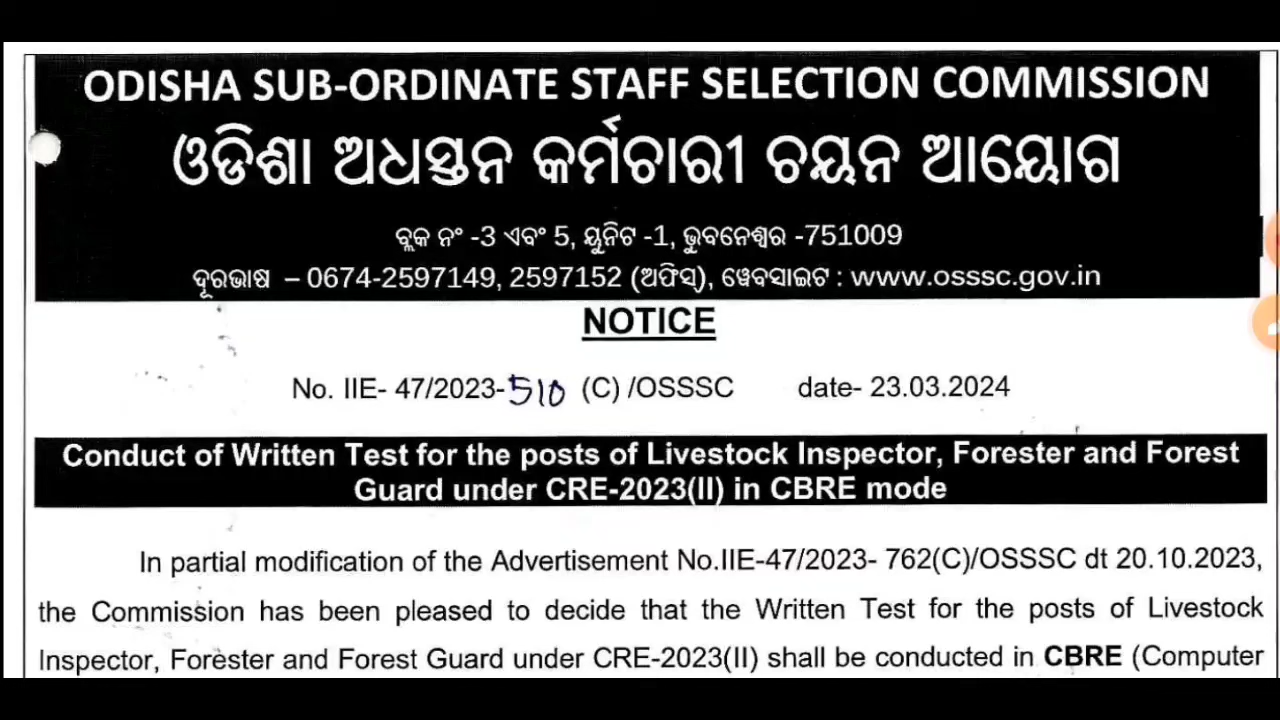 ODISHA SUB-ORDINATE STAFF SELECTION COMMISSION
ଓଡିଶା ଅଧସ୍ତନ କର୍ମଚାରୀ ଚୟନ ଆୟୋଗ
ବ୍ଲକ ନଂ -3 ଏବଂ 5, ୟୁନିଟ -1, ଭୁବନେଶ୍ୱର -751009
ଦୂରଭାଷ – 0674-2597149, 2597152 (ଅଫିସ୍), ୱେବସାଇଟ : www.osssc.gov.in
NOTICE
No. IIE- 47/2023-510 (C) /OSSSC date- 23.03.2024
Conduct of Written Test for the posts of Livestock Inspector, Forester and Forest
Guard under CRE-2023(II) in CBRE mode
In partial modification of the Advertisement No.IIE-47/2023- 762(C)/OSSSC dt 20.10.2023,
the Commission has been pleased to decide that the Written Test for the posts of Livestock
Inspector, Forester and Forest Guard under CRE-2023(II) shall be conducted in CBRE (Computer